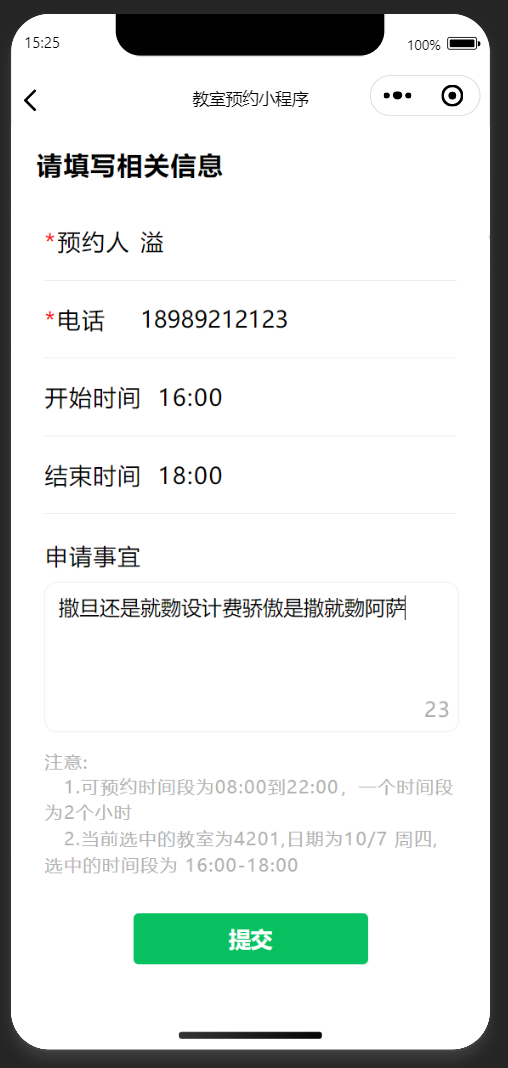 15:25
100%
教室预约小程序
请填写相关信息
*预约人 溢
*电话 18989212123
开始时间 16:00
结束时间 18:00
申请事宜
撒旦还是就覅设计费骄傲是撒就覅阿萨
23
注意:
1.可预约时间段为08:00到22:00，一个时间段
为2个小时
2.当前选中的教室为4201,日期为10/7 周四,
选中的时间段为 16:00-18:00
提交